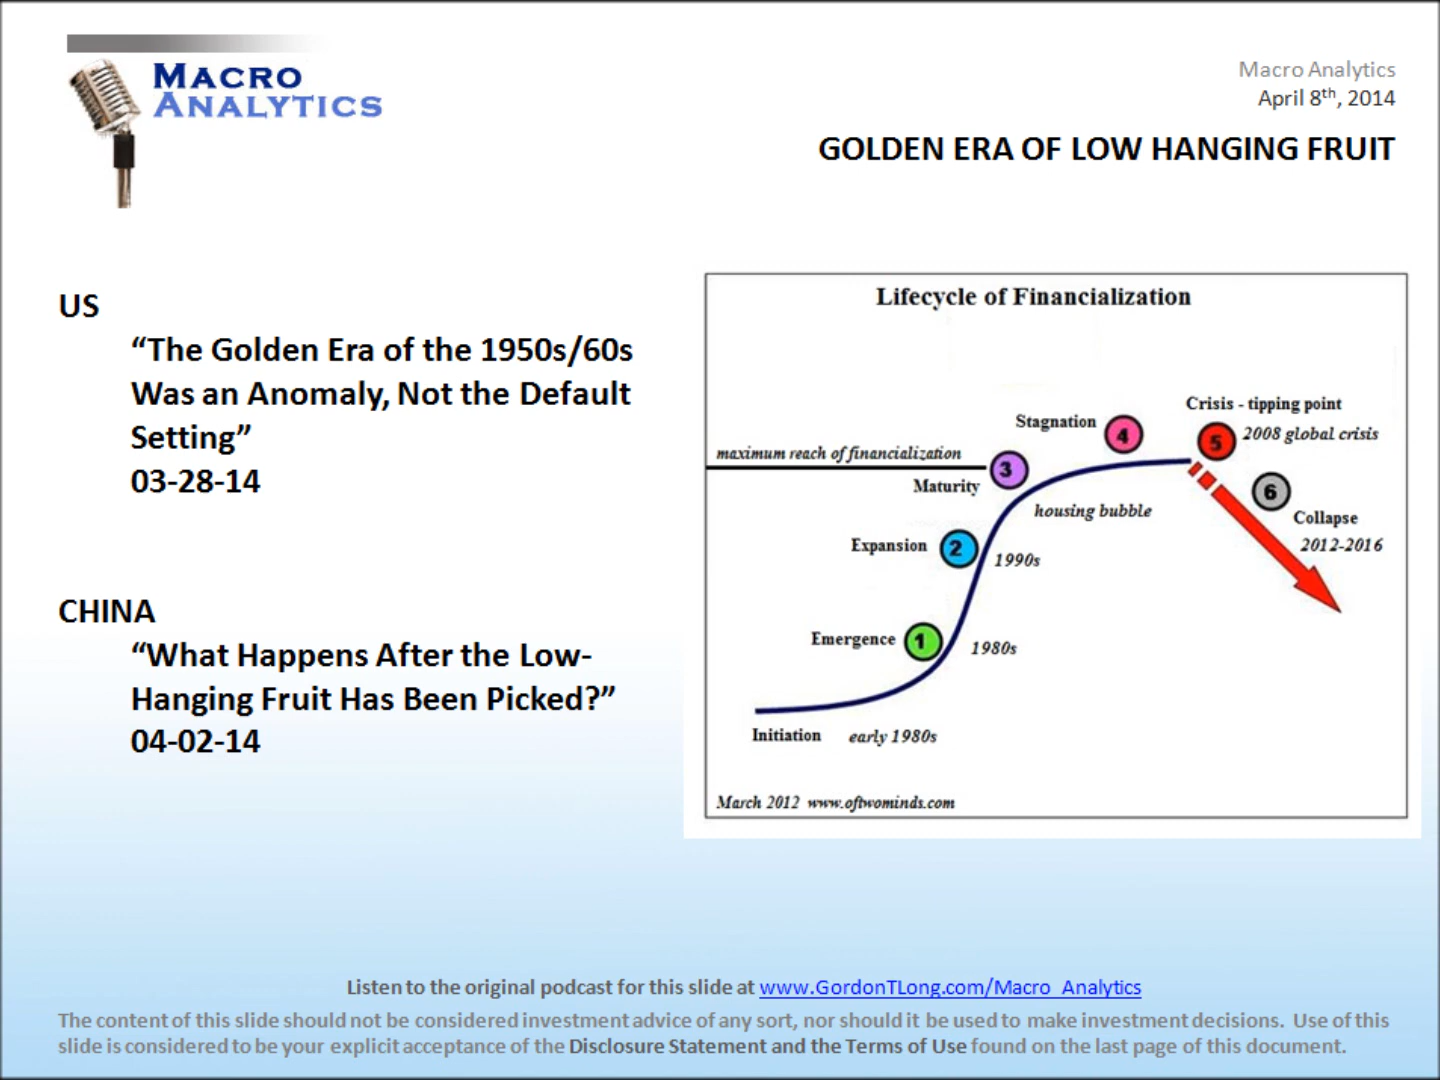 MACRO
ANALYTICS
Macro Analytics
April 8th, 2014
GOLDEN ERA OF LOW HANGING FRUIT
US
“The Golden Era of the 1950s/60s
Was an Anomaly, Not the Default
Setting”
03-28-14
CHINA
“What Happens After the Low-
Hanging Fruit Has Been Picked?”
04-02-14
Lifecycle of Financialization
Crisis - tipping point
Stagnation 4
5 2008 global crisis
maximum reach of financialization
3
Maturity
6
housing bubble
Collapse
Expansion 2
2012-2016
1990s
Emergence 1
1980s
Initiation early 1980s
March 2012 www.oftwominds.com
Listen to the original podcast for this slide at www.GordonTLong.com/Macro_Analytics
The content of this slide should not be considered investment advice of any sort, nor should it be used to make investment decisions. Use of this
slide is considered to be your explicit acceptance of the Disclosure Statement and the Terms of Use found on the last page of this document.